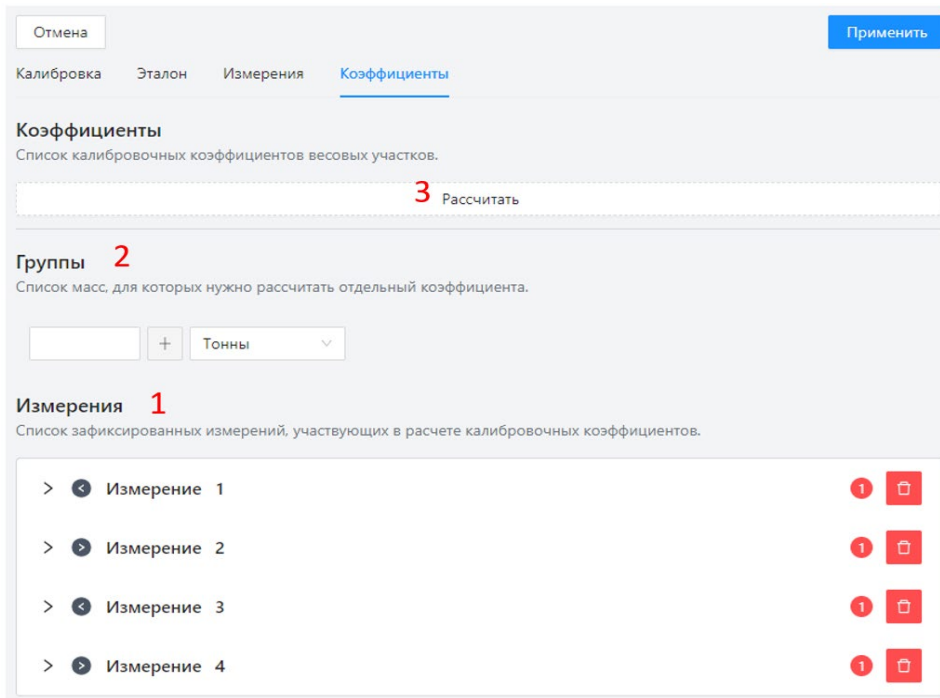 Отмена
Применить
Калибровка Эталон Измерения Коэффициенты
Коэффициенты
Список калибровочных коэффициентов весовых участков.
3 Рассчитать
Группы 2
Список масс, для которых нужно рассчитать отдельный коэффициента.
+ Тонны
Измерения 1
Список зафиксированных измерений, участвующих в расчете калибровочных коэффициентов.
Измерение 1 1
Измерение 2 1
Измерение 3 1
Измерение 4 1